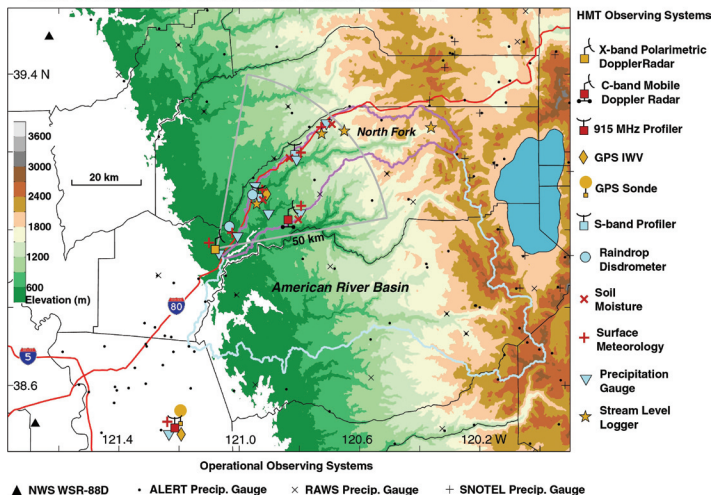 HMT Observing Systems
39.4 N
X-band Polarimetric
DopplerRadar
C-band Mobile
Doppler Radar
915 MHz Profiler
GPS IWV
GPS Sonde
S-band Profiler
Raindrop
Disdrometer
Soil
Moisture
Surface
Meteorology
Precipitation
Gauge
Stream Level
Logger
North Fork
3600
3000
2400
1800
1200
600
Elevation (m)
20 km
50 km
American River Basin
80
5
38.6
121.4
121.0
120.6
120.2 W
Operational Observing Systems
NWS WSR-88D
ALERT Precip. Gauge
RAWS Precip. Gauge
SNOTEL Precip. Gauge